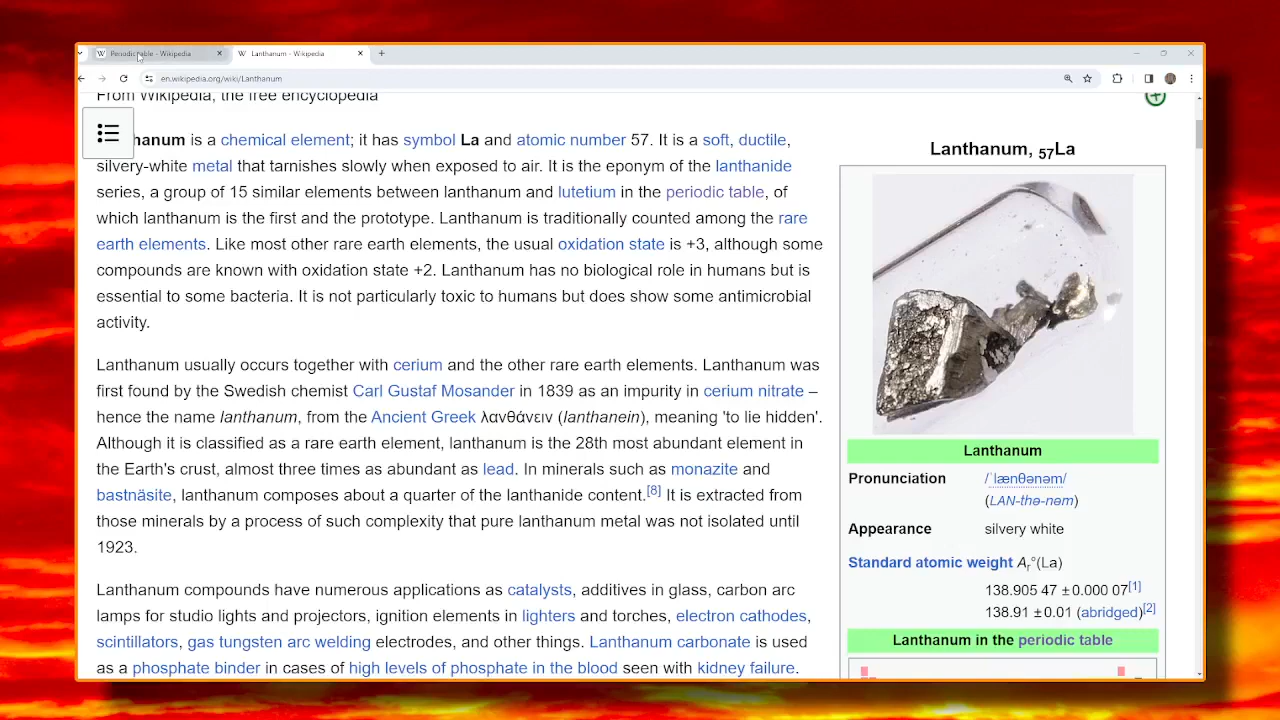 Periodic table - Wikipedia
Lanthanum - Wikipedia
en.wikipedia.org/wiki/Lanthanum
From Wikipedia, the free encyclopedia
hanum is a chemical element; it has symbol La and atomic number 57. It is a soft, ductile,
silvery-white metal that tarnishes slowly when exposed to air. It is the eponym of the lanthanide
series, a group of 15 similar elements between lanthanum and lutetium in the periodic table, of
which lanthanum is the first and the prototype. Lanthanum is traditionally counted among the rare
earth elements. Like most other rare earth elements, the usual oxidation state is +3, although some
compounds are known with oxidation state +2. Lanthanum has no biological role in humans but is
essential to some bacteria. It is not particularly toxic to humans but does show some antimicrobial
activity.
Lanthanum usually occurs together with cerium and the other rare earth elements. Lanthanum was
first found by the Swedish chemist Carl Gustaf Mosander in 1839 as an impurity in cerium nitrate –
hence the name lanthanum, from the Ancient Greek λανθάνειν (lanthanein), meaning 'to lie hidden'.
Although it is classified as a rare earth element, lanthanum is the 28th most abundant element in
the Earth's crust, almost three times as abundant as lead. In minerals such as monazite and
bastnäsite, lanthanum composes about a quarter of the lanthanide content.[8] It is extracted from
those minerals by a process of such complexity that pure lanthanum metal was not isolated until
1923.
Lanthanum compounds have numerous applications as catalysts, additives in glass, carbon arc
lamps for studio lights and projectors, ignition elements in lighters and torches, electron cathodes,
scintillators, gas tungsten arc welding electrodes, and other things. Lanthanum carbonate is used
as a phosphate binder in cases of high levels of phosphate in the blood seen with kidney failure.
Lanthanum, 57La
Lanthanum
Pronunciation /ˈlænθənəm/
(LAN-thə-nəm)
Appearance silvery white
Standard atomic weight Ar°(La)
138.905 47 ±0.000 07[1]
138.91 ±0.01 (abridged)[2]
Lanthanum in the periodic table